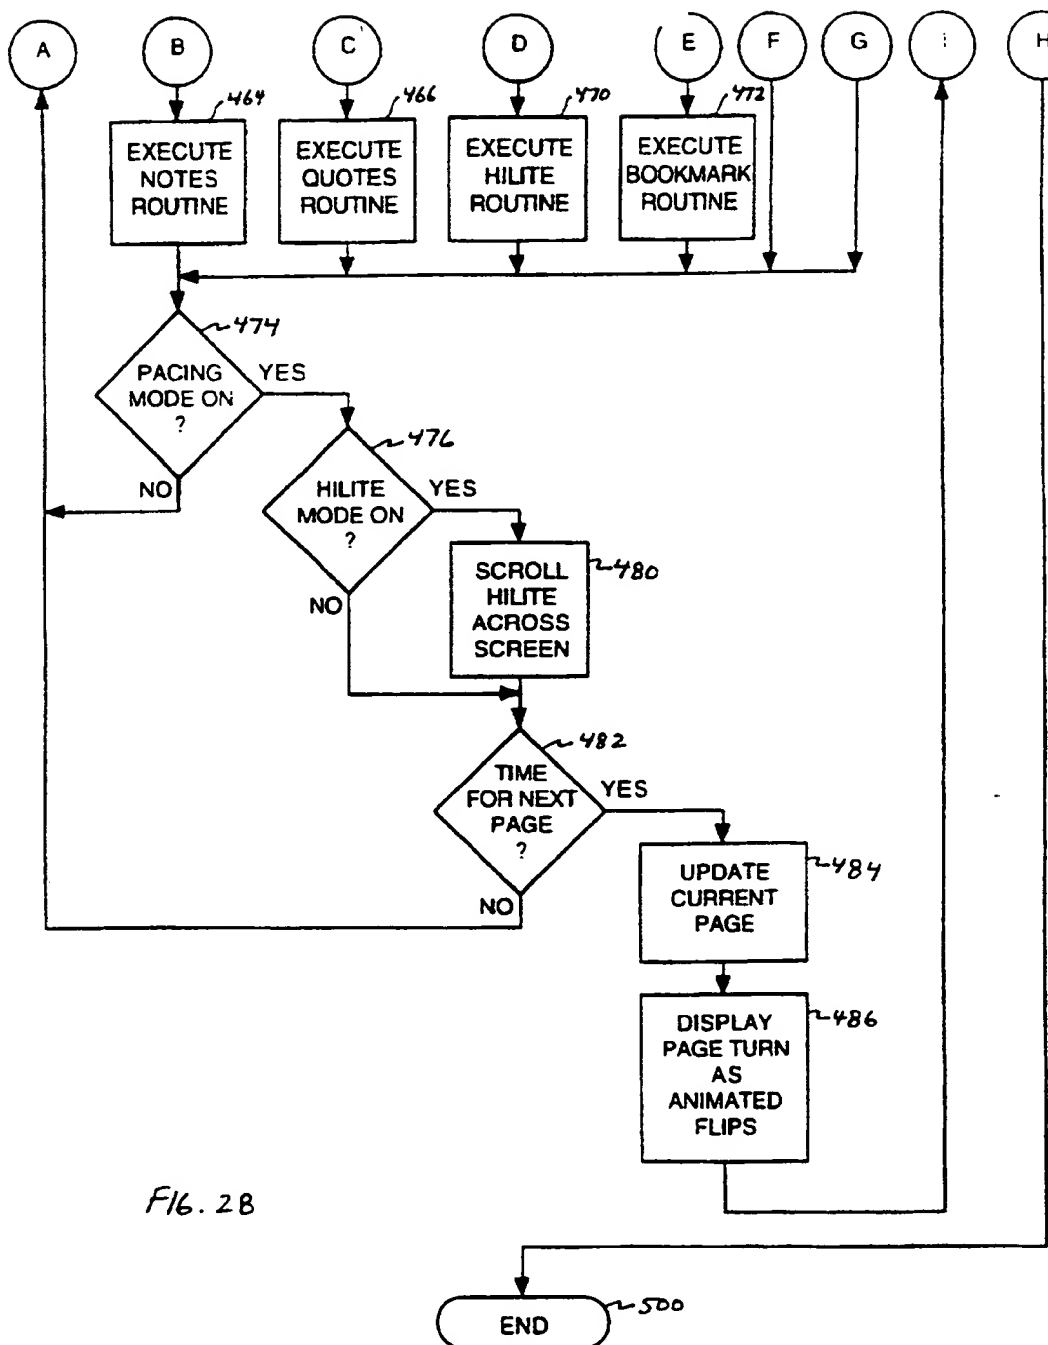 A B C D E F G I H
464 466 470 472
EXECUTE
NOTES
ROUTINE
EXECUTE
QUOTES
ROUTINE
EXECUTE
HILITE
ROUTINE
EXECUTE
BOOKMARK
ROUTINE
474
PACING
MODE ON
?
YES
NO
476
HILITE
MODE ON
?
YES
NO
480
SCROLL
HILITE
ACROSS
SCREEN
482
TIME
FOR NEXT
PAGE
?
YES
NO
484
UPDATE
CURRENT
PAGE
486
DISPLAY
PAGE TURN
AS
ANIMATED
FLIPS
FIG. 28
500
END